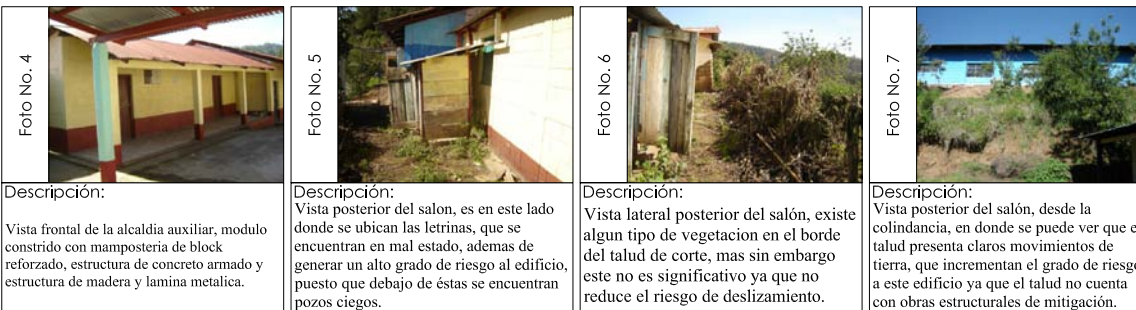 Foto No. 4
Descripción:
Vista frontal de la alcaldia auxiliar, modulo
constrido con mamposteria de block
reforzado, estructura de concreto armado y
estructura de madera y lamina metalica.
Foto No. 5
Descripción:
Vista posterior del salon, es en este lado
donde se ubican las letrinas, que se
encuentran en mal estado, ademas de
generar un alto grado de riesgo al edificio,
puesto que debajo de éstas se encuentran
pozos ciegos.
Foto No. 6
Descripción:
Vista lateral posterior del salón, existe
algun tipo de vegetacion en el borde
del talud de corte, mas sin embargo
este no es significativo ya que no
reduce el riesgo de deslizamiento.
Foto No. 7
Descripción:
Vista posterior del salón, desde la
colindancia, en donde se puede ver que e
talud presenta claros movimientos de
tierra, que incrementan el grado de riesgo
a este edificio ya que el talud no cuenta
con obras estructurales de mitigación.